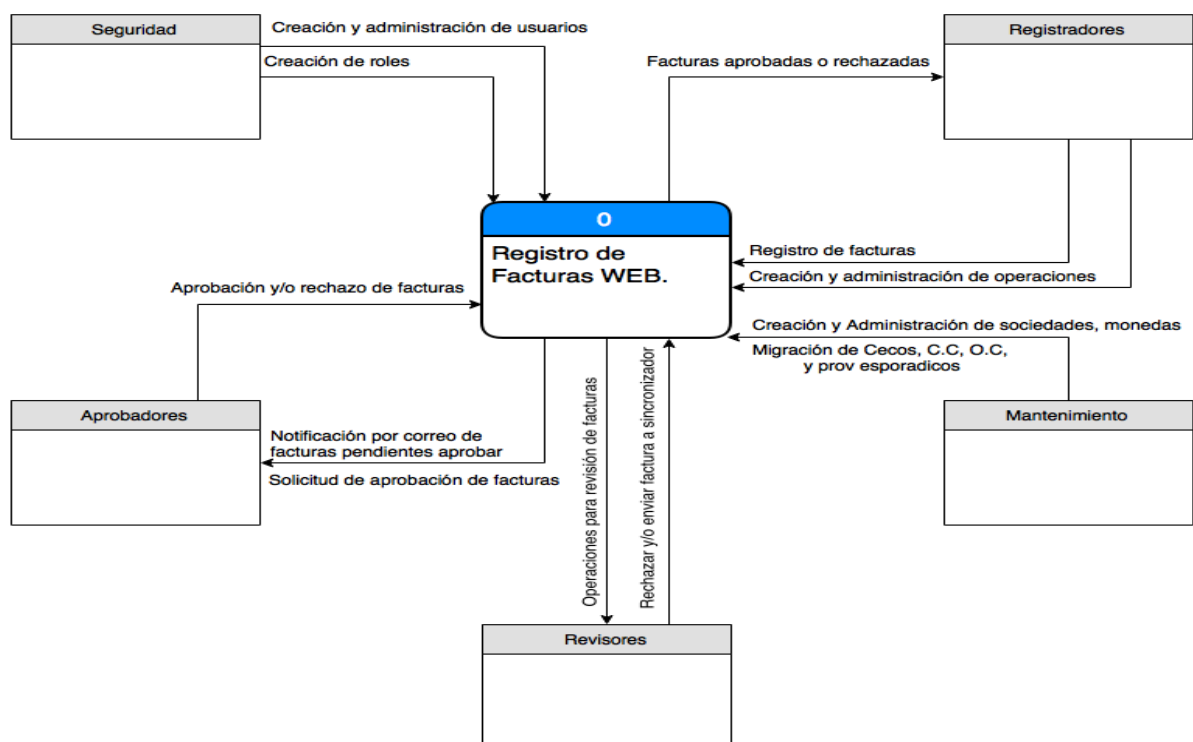 Seguridad
Creación y administración de usuarios
Creación de roles
Registradores
Facturas aprobadas o rechazadas
O
Registro de
Facturas WEB.
Registro de facturas
Creación y administración de operaciones
Aprobación y/o rechazo de facturas
Creación y Administración de sociedades, monedas
Migración de Cecos, C.C, O.C,
y prov esporadicos
Aprobadores
Notificación por correo de
facturas pendientes aprobar
Solicitud de aprobación de facturas
Operaciones para revisión de facturas
Rechazar y/o enviar factura a sincronizador
Mantenimiento
Revisores